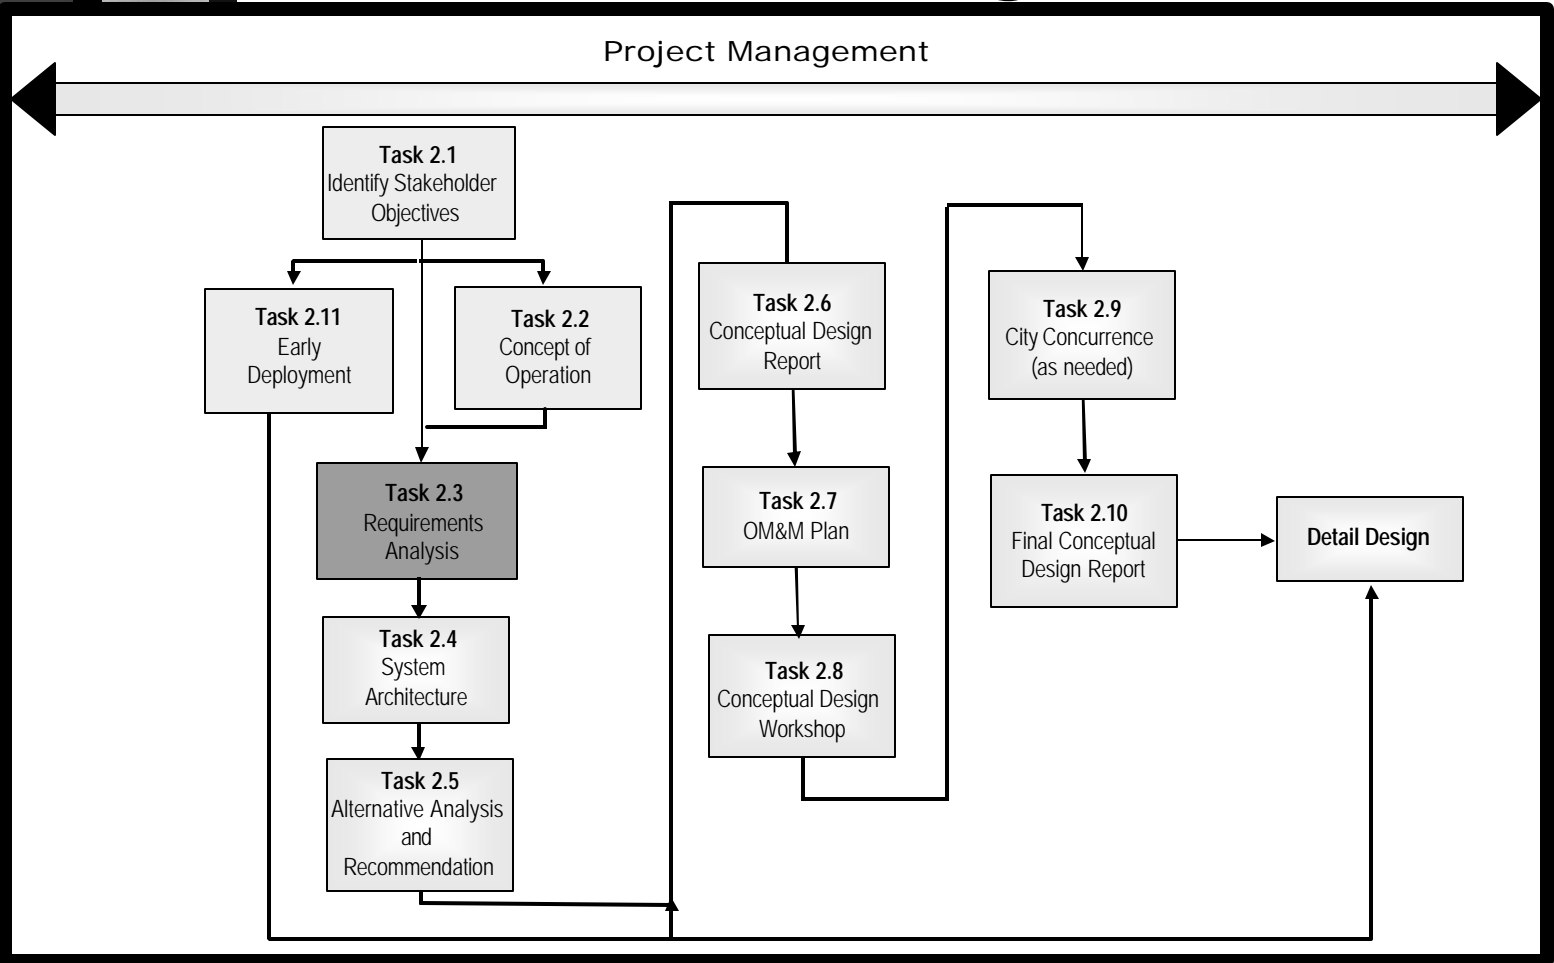 Project Management
Task 2.1
Identify Stakeholder
Objectives
Task 2.11
Early
Deployment
Task 2.2
Concept of
Operation
Task 2.3
Requirements
Analysis
Task 2.4
System
Architecture
Task 2.5
Alternative Analysis
and
Recommendation
Task 2.6
Conceptual Design
Report
Task 2.7
OM&M Plan
Task 2.8
Conceptual Design
Workshop
Task 2.9
City Concurrence
(as needed)
Task 2.10
Final Conceptual
Design Report
Detail Design